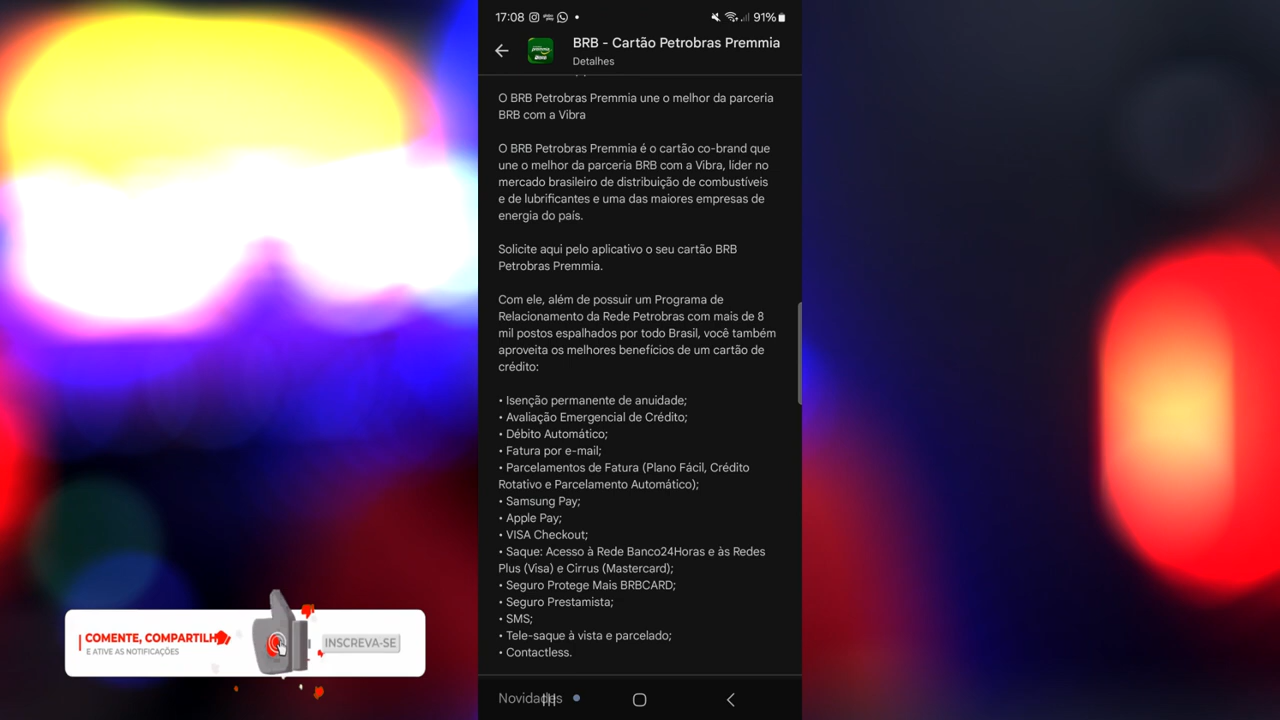 17:08
91%
BRB - Cartão Petrobras Premmia
Detalhes
O BRB Petrobras Premmia une o melhor da parceria
BRB com a Vibra
O BRB Petrobras Premmia é o cartão co-brand que
une o melhor da parceria BRB com a Vibra, líder no
mercado brasileiro de distribuição de combustíveis
e de lubrificantes e uma das maiores empresas de
energia do país.
Solicite aqui pelo aplicativo o seu cartão BRB
Petrobras Premmia.
Com ele, além de possuir um Programa de
Relacionamento da Rede Petrobras com mais de 8
mil postos espalhados por todo Brasil, você também
aproveita os melhores benefícios de um cartão de
crédito:
• Isenção permanente de anuidade;
• Avaliação Emergencial de Crédito;
• Débito Automático;
• Fatura por e-mail;
• Parcelamentos de Fatura (Plano Fácil, Crédito
Rotativo e Parcelamento Automático);
• Samsung Pay;
• Apple Pay;
• VISA Checkout;
• Saque: Acesso à Rede Banco24Horas e às Redes
Plus (Visa) e Cirrus (Mastercard);
• Seguro Protege Mais BRBCARD;
• Seguro Prestamista;
• SMS;
• Tele-saque à vista e parcelado;
• Contactless.
Novidades
COMENTE, COMPARTILH
E ATIVE AS NOTIFICAÇÕES
INSCREVA-SE